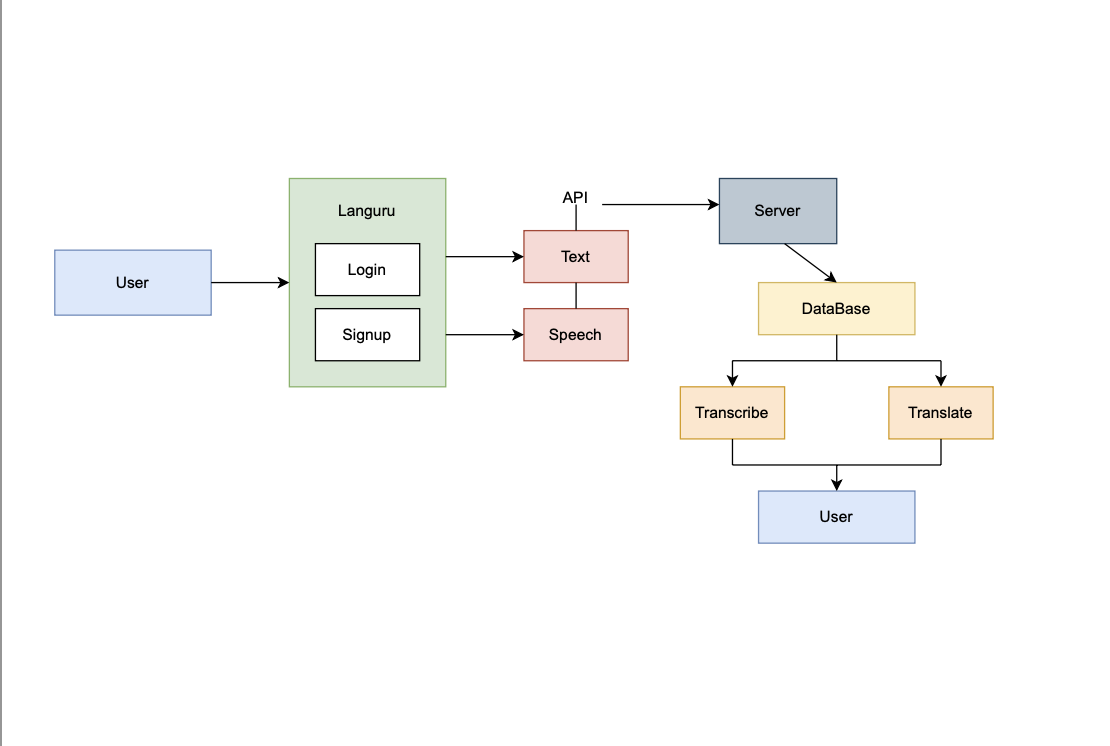 User
Languru
Login
Signup
API
Text
Speech
Server
DataBase
Transcribe
Translate
User